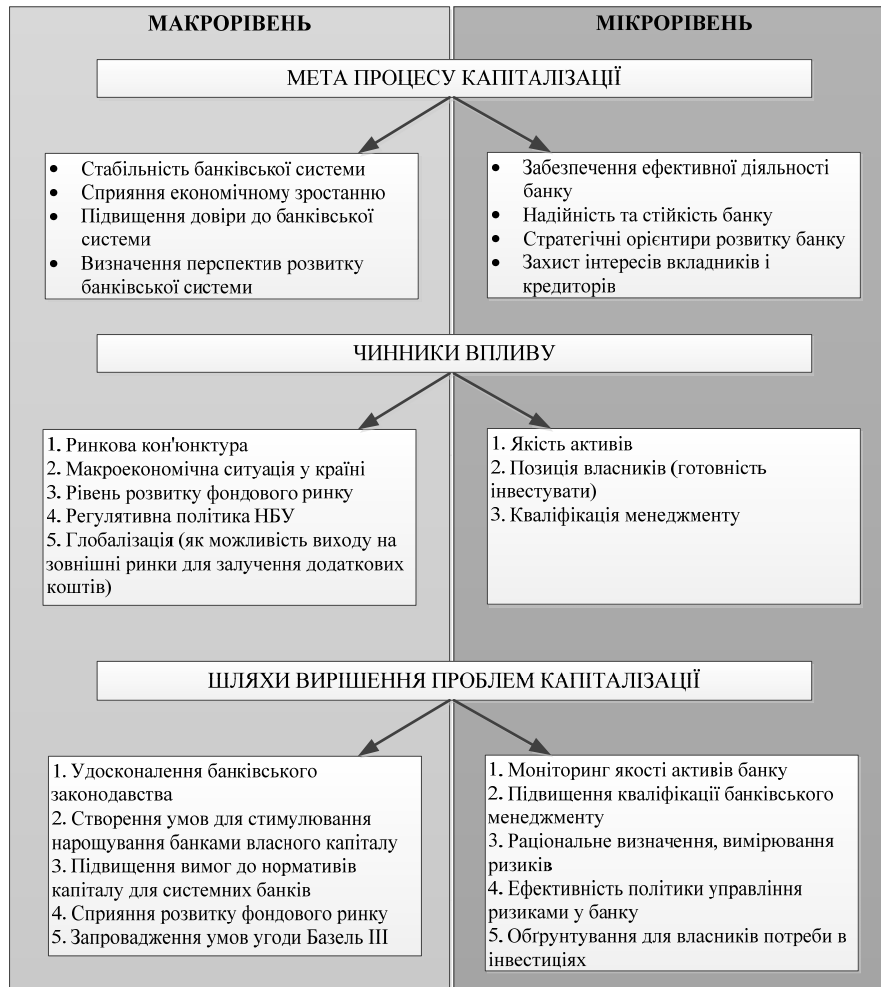 МАКРОРІВЕНЬ
МІКРОРІВЕНЬ
МЕТА ПРОЦЕСУ КАПІТАЛІЗАЦІЇ
• Стабільність банківської системи
• Сприяння економічному зростанню
• Підвищення довіри до банківської
системи
• Визначення перспектив розвитку
банківської системи
• Забезпечення ефективної діяльності
банку
• Надійність та стійкість банку
• Стратегічні орієнтири розвитку банку
• Захист інтересів вкладників і
кредиторів
ЧИННИКИ ВПЛИВУ
1. Ринкова кон'юнктура
2. Макроекономічна ситуація у країні
3. Рівень розвитку фондового ринку
4. Регулятивна політика НБУ
5. Глобалізація (як можливість виходу на
зовнішні ринки для залучення додаткових
коштів)
1. Якість активів
2. Позиція власників (готовність
інвестувати)
3. Кваліфікація менеджменту
ШЛЯХИ ВИРІШЕННЯ ПРОБЛЕМ КАПІТАЛІЗАЦІЇ
1. Удосконалення банківського
законодавства
2. Створення умов для стимулювання
нарощування банками власного капіталу
3. Підвищення вимог до нормативів
капіталу для системних банків
4. Сприяння розвитку фондового ринку
5. Запровадження умов угоди Базель III
1. Моніторинг якості активів банку
2. Підвищення кваліфікації банківського
менеджменту
3. Раціональне визначення, вимірювання
ризиків
4. Ефективність політики управління
ризиками у банку
5. Обґрунтування для власників потреби в
інвестиціях